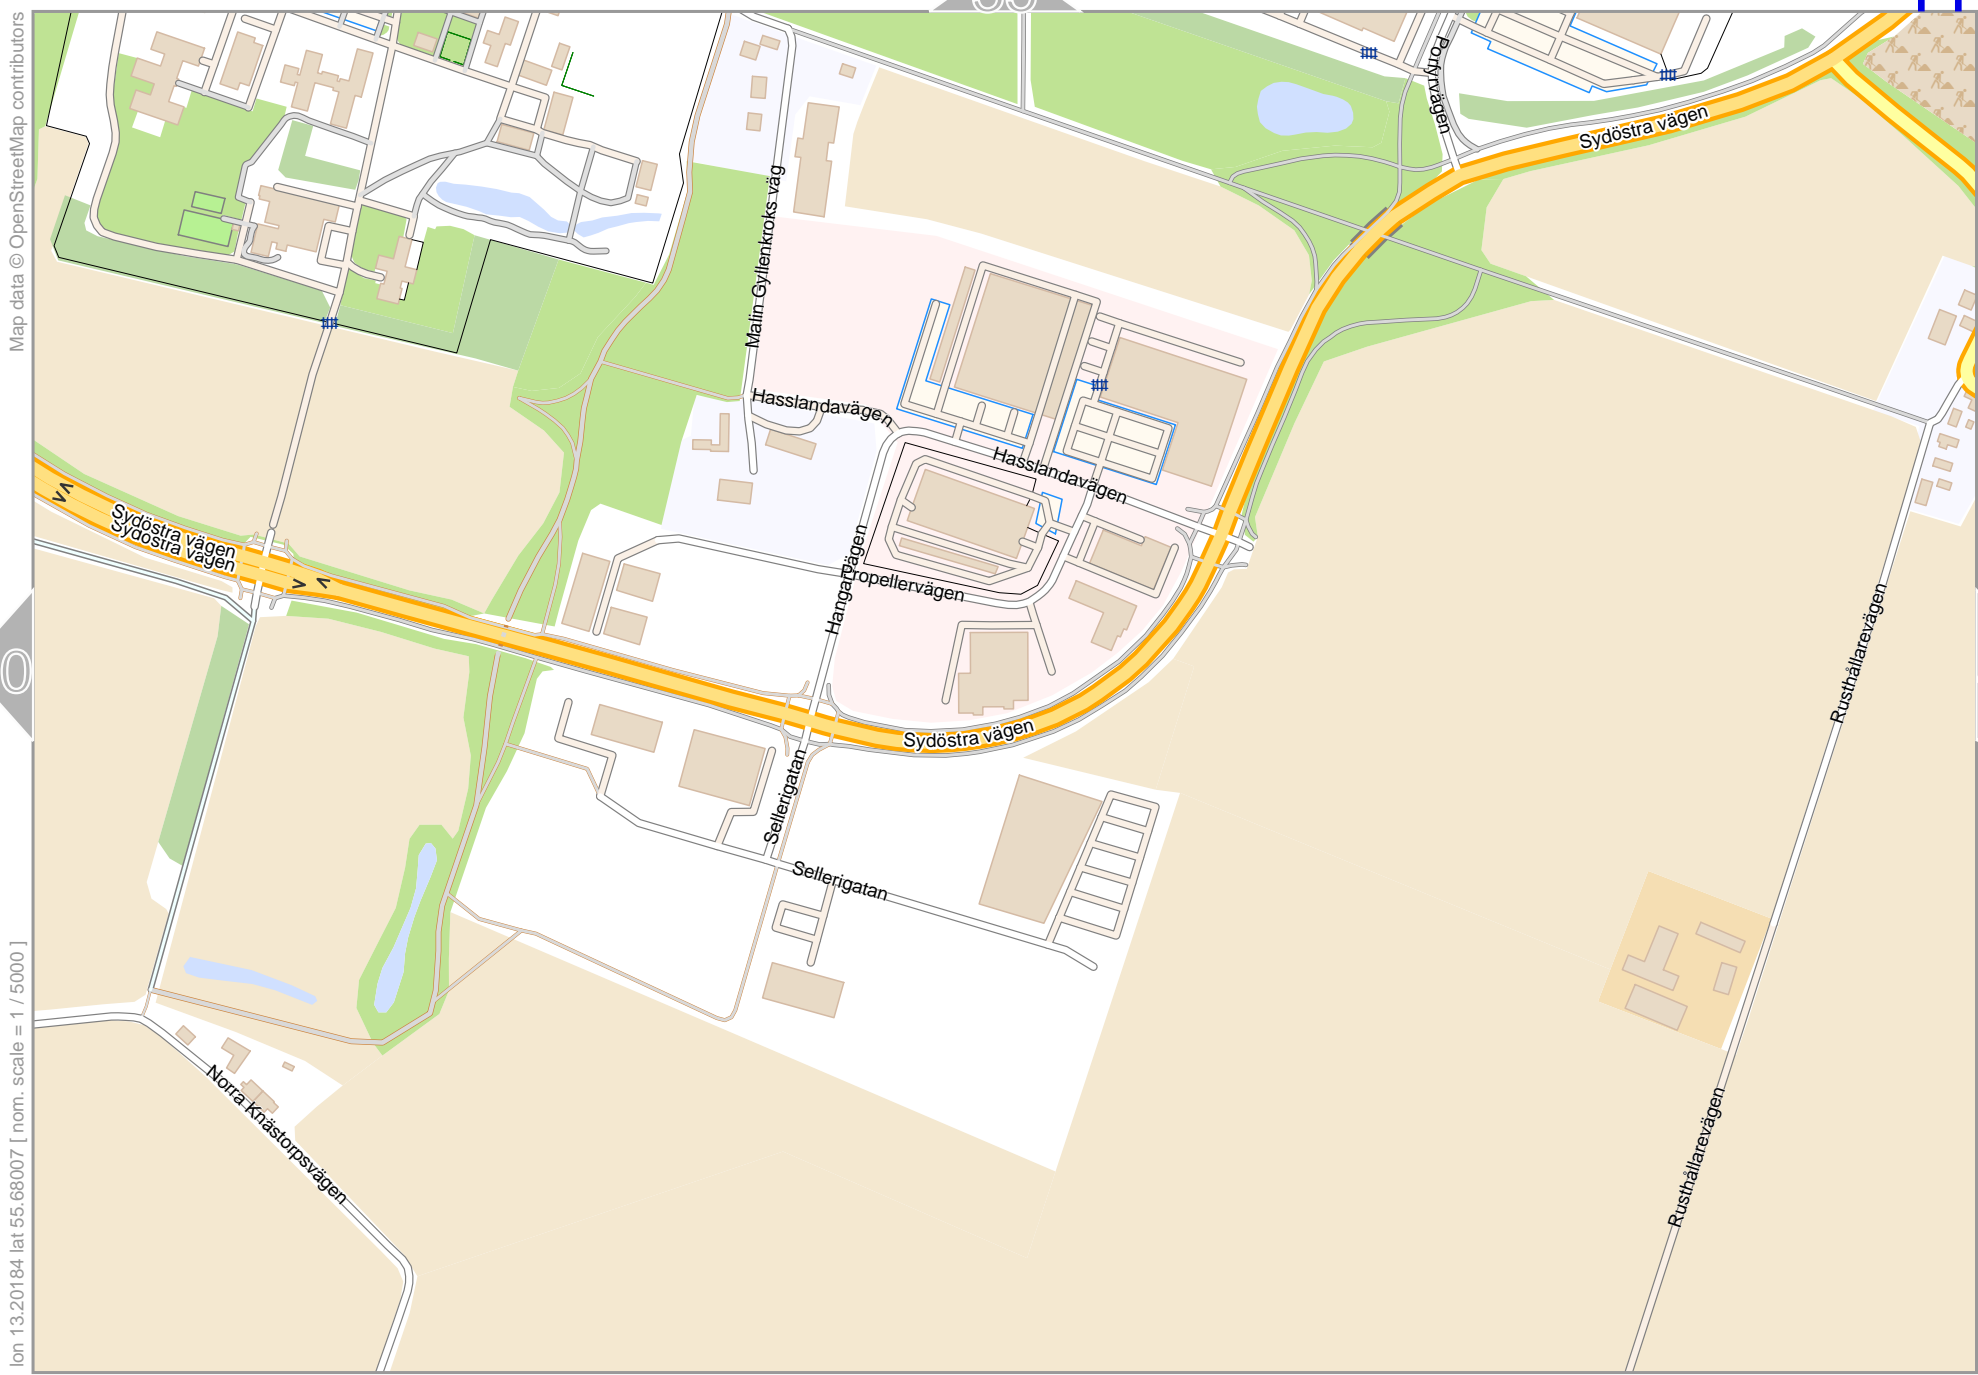 Map data © OpenStreetMap contributors
lon 13.20184 lat 55.68007 [ nom. scale = 1 / 5000 ]
Porfyrvägen
Sydöstra vägen
Malin Gyllenkroks väg
Hasslandavägen
Hasslandavägen
Sydöstra vägen
Sydöstra vägen
Hangarvägen
Propellervägen
Rusthållarevägen
Sydöstra vägen
Sellerigatan
Sellerigatan
Norra Knästorpsvägen
Rusthållarevägen